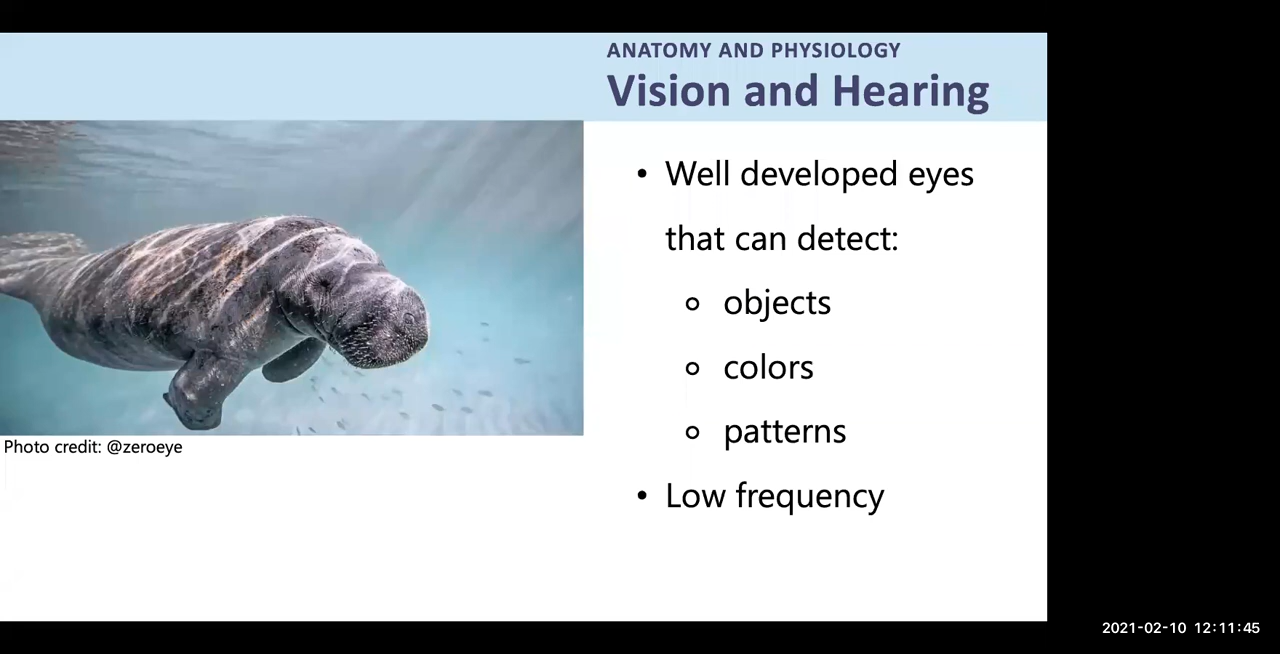 ANATOMY AND PHYSIOLOGY
Vision and Hearing
• Well developed eyes
that can detect:
○ objects
○ colors
○ patterns
• Low frequency
Photo credit: @zeroeye
2021-02-10 12:11:45